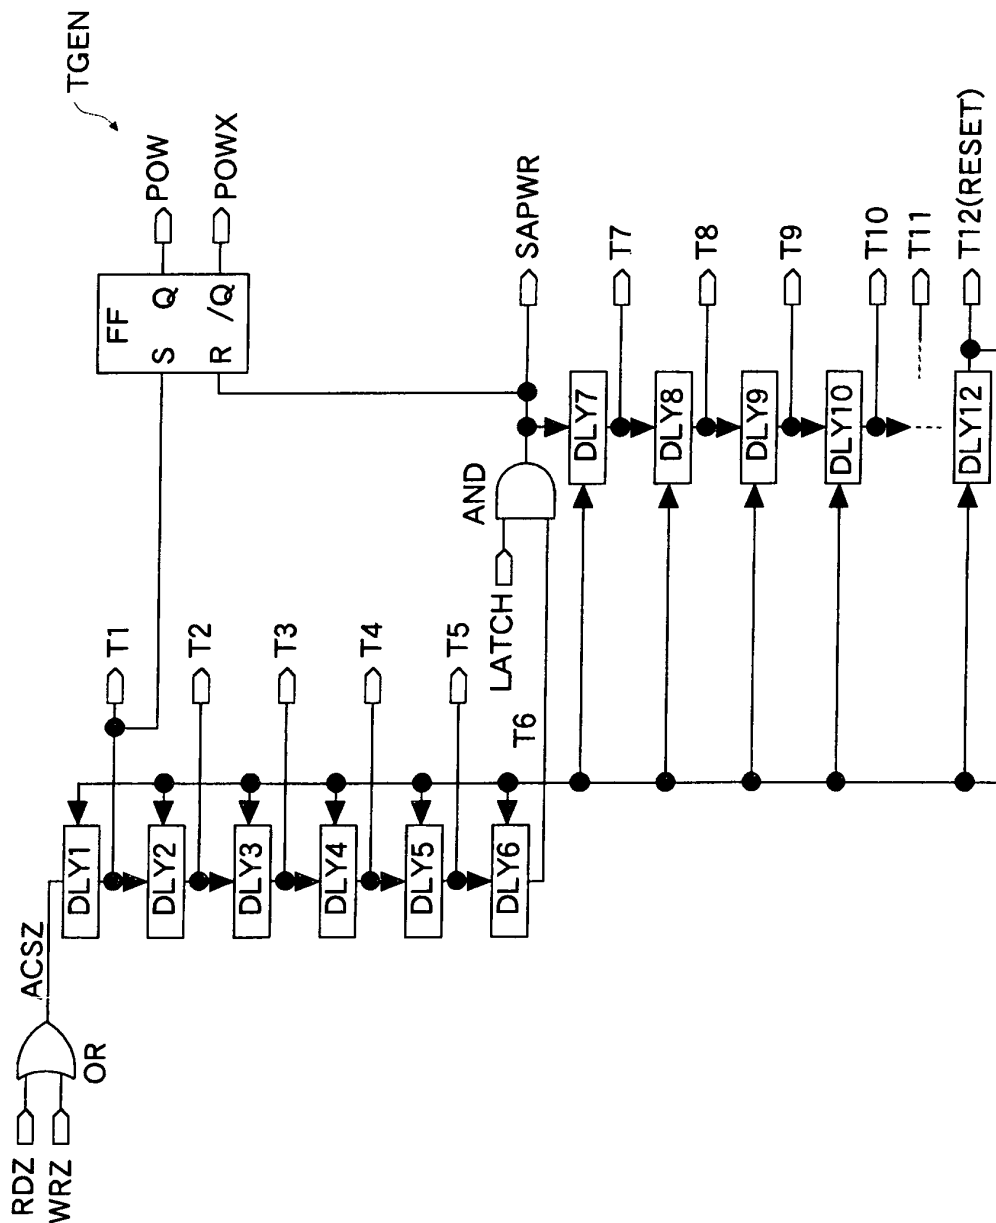 TGEN
RDZ
WRZ
OR
ACSZ
DLY1
T1
DLY2
T2
DLY3
T3
DLY4
T4
DLY5
T5
DLY6
T6
FF
S
Q
R
/Q
POW
POWX
LATCH
AND
SAPWR
DLY7
T7
DLY8
T8
DLY9
T9
DLY10
T10
T11
DLY12
T12(RESET)